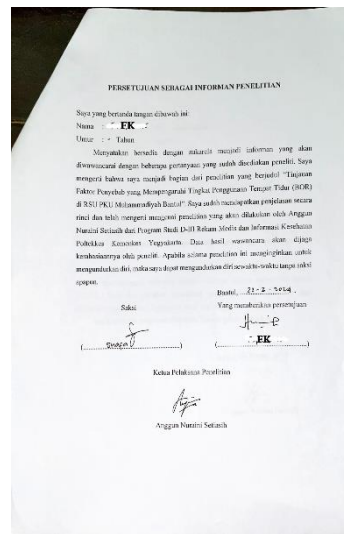 PERSETUJUAN SEBAGAI INFORMAN PENELITIAN
Saya yang bertanda tangan dibawah ini:
Nama : EK
Umur : - Tahun
Menyatakan bersedia dengan sukarela menjadi informan yang akan
diwawancarai dengan beberapa pertanyaan yang sudah disediakan peneliti. Saya
mengerti bahwa saya menjadi bagian dari penelitian yang berjudul "Tinjauan
Faktor Penyebab yang Mempengaruhi Tingkat Penggunaan Tempat Tidur (BOR)
di RSU PKU Muhammadiyah Bantul". Saya sudah mendapatkan penjelasan secara
rinci dan telah mengerti mengenai penelitian yang akan dilakukan oleh Anggun
Nuraini Setiasih dari Program Studi D-III Rekam Medis dan Informasi Kesehatan
Poltekkes Kemenkes Yogyakarta. Data hasil wawancara akan dijaga
kerahasiaannya oleh peneliti. Apabila selama penelitian ini menginginkan untuk
mengundurkan diri, maka saya dapat mengundurkan diri sewaktu-waktu tanpa sanksi
apapun.
Bantul, 2024
Saksi Yang memberikan persetujuan
(....................) (..EK..................)
Ketua Pelaksana Penelitian
Anggun Nuraini Setiasih